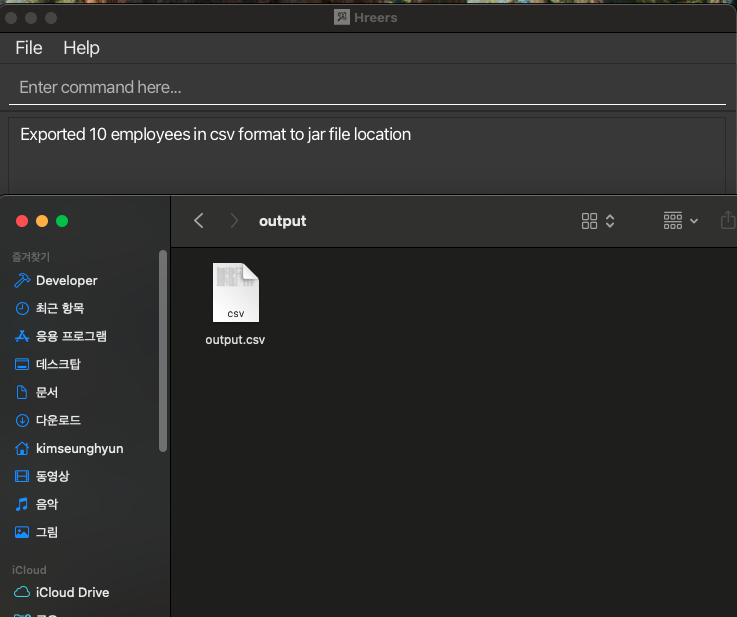 Hreers
File Help
Enter command here...
Exported 10 employees in csv format to jar file location
output
즐겨찾기
Developer
최근 항목
응용 프로그램
데스크탑
문서
다운로드
kimseunghyun
동영상
음악
그림
iCloud
iCloud Drive
csv
output.csv